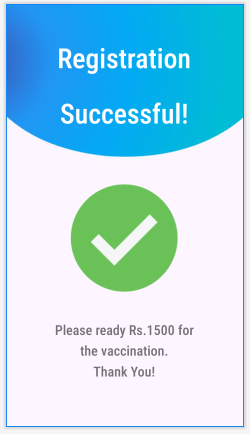 Registration
Successful!
Please ready Rs.1500 for
the vaccination.
Thank You!